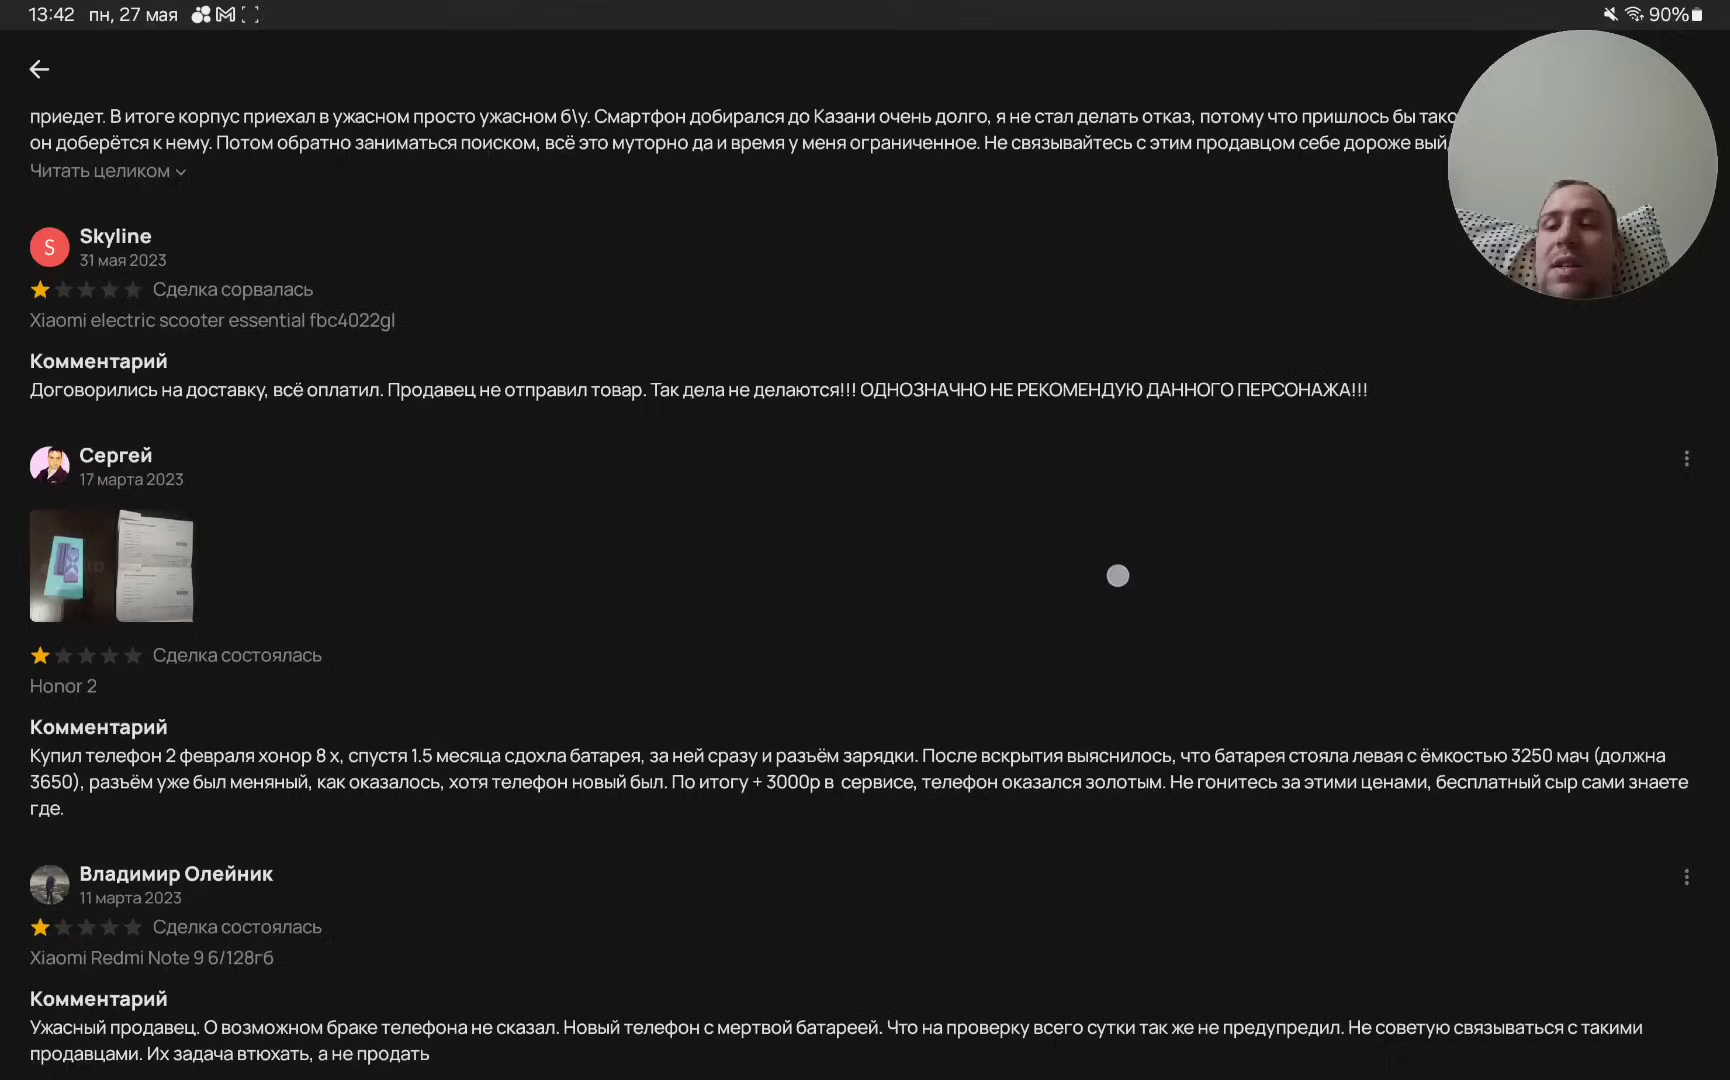 13:42 пн, 27 мая
90%
приедет. В итоге корпус приехал в ужасном просто ужасном б\у. Смартфон добирался до Казани очень долго, я не стал делать отказ, потому что пришлось бы
он доберётся к нему. Потом обратно заниматься поиском, всё это муторно да и время у меня ограниченное. Не связывайтесь с этим продавцом себе дороже
Читать целиком
S
Skyline
31 мая 2023
Сделка сорвалась
Xiaomi electric scooter essential fbc4022gl
Комментарий
Договорились на доставку, всё оплатил. Продавец не отправил товар. Так дела не делаются!!! ОДНОЗНАЧНО НЕ РЕКОМЕНДУЮ ДАННОГО ПЕРСОНАЖА!!!
Сергей
17 марта 2023
Сделка состоялась
Honor 2
Комментарий
Купил телефон 2 февраля хонор 8 х, спустя 1.5 месяца сдохла батарея, за ней сразу и разъём зарядки. После вскрытия выяснилось, что батарея стояла левая с ёмкостью 3250 мач (должна
3650), разъём уже был меняный, как оказалось, хотя телефон новый был. По итогу + 3000р в сервисе, телефон оказался золотым. Не гонитесь за этими ценами, бесплатный сыр сами знаете
где.
Владимир Олейник
11 марта 2023
Сделка состоялась
Xiaomi Redmi Note 9 6/128гб
Комментарий
Ужасный продавец. О возможном браке телефона не сказал. Новый телефон с мертвой батареей. Что на проверку всего сутки так же не предупредил. Не советую связываться с такими
продавцами. Их задача втюхать, а не продать